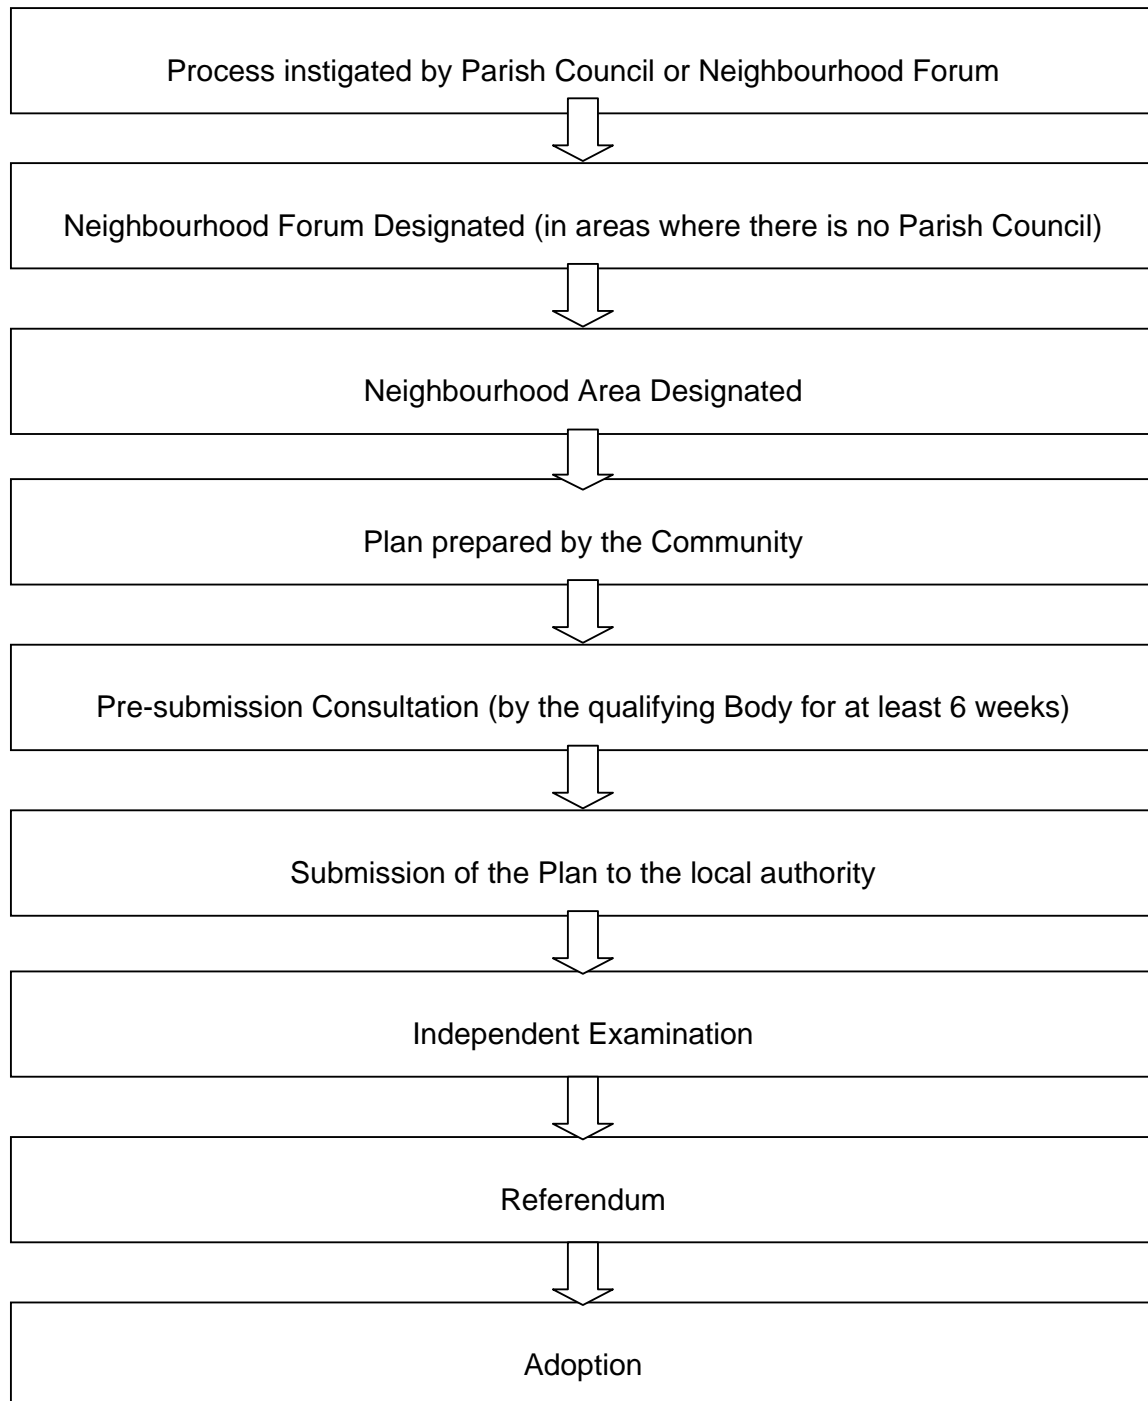 Process instigated by Parish Council or Neighbourhood Forum
Neighbourhood Forum Designated (in areas where there is no Parish Council)
Neighbourhood Area Designated
Plan prepared by the Community
Pre-submission Consultation (by the qualifying Body for at least 6 weeks)
Submission of the Plan to the local authority
Independent Examination
Referendum
Adoption